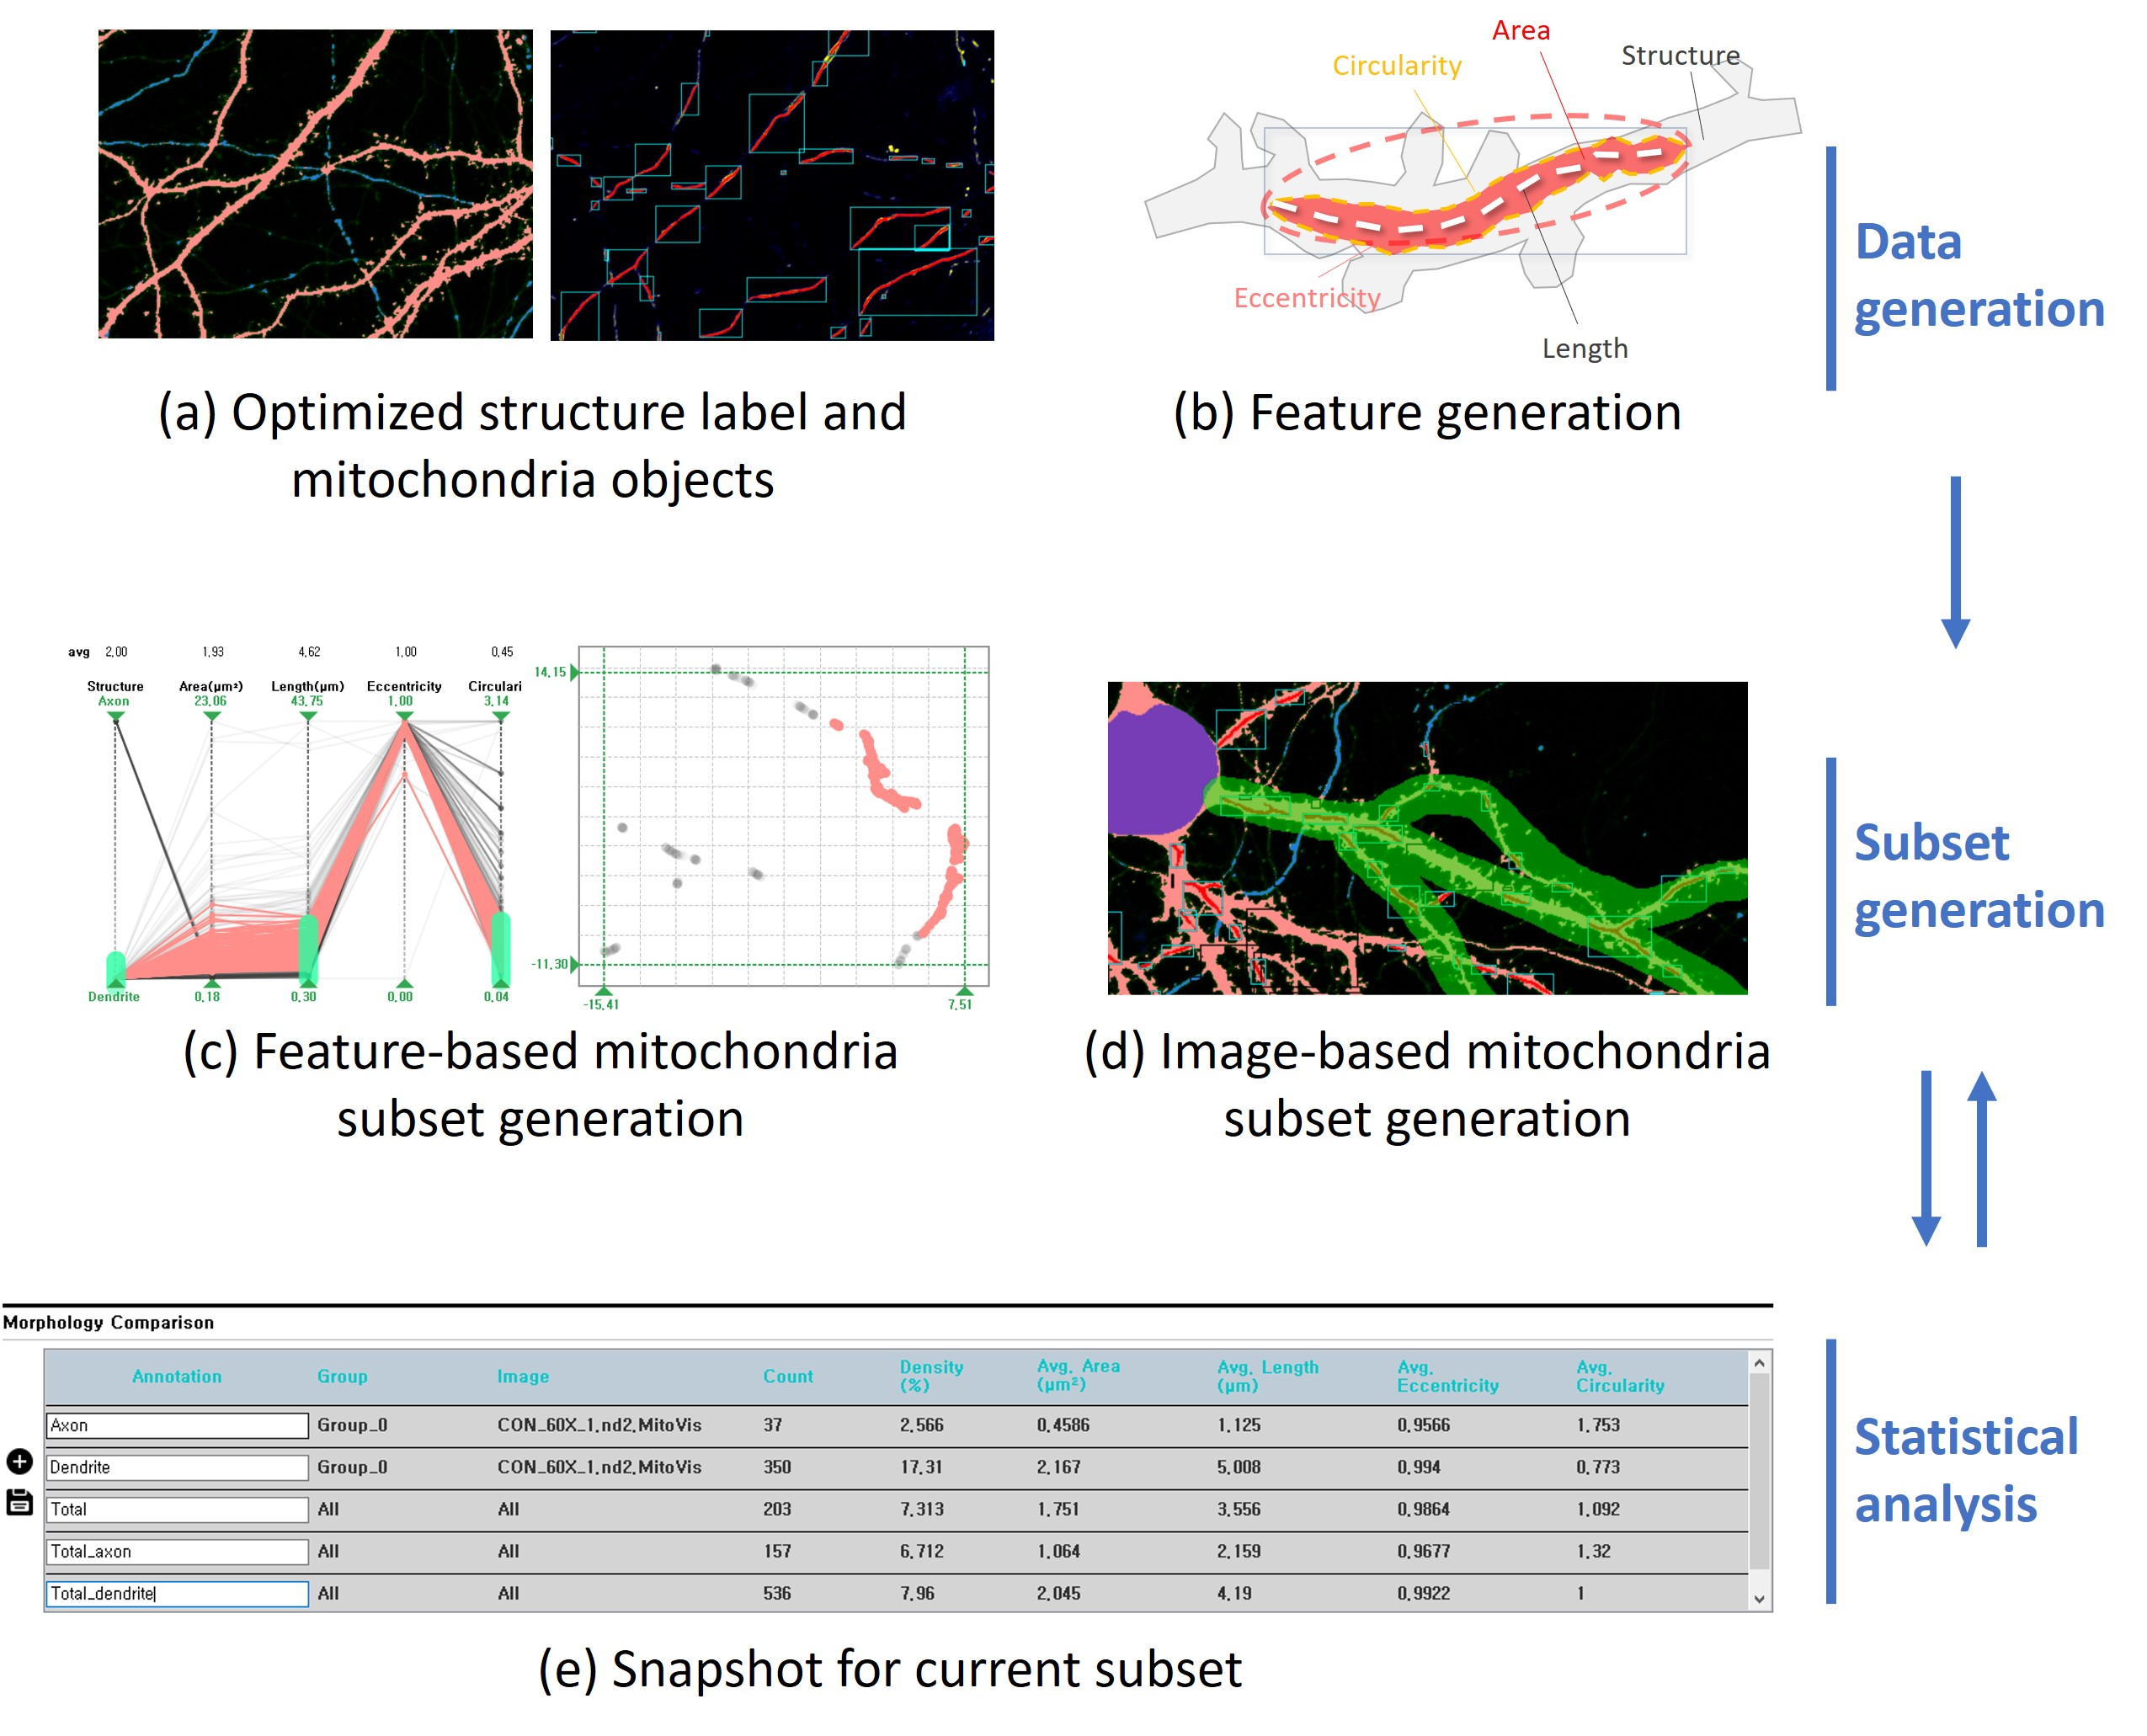 Area
Structure
Circularity
Eccentricity
Length
Data
generation
(a) Optimized structure label and
mitochondria objects
(b) Feature generation
avg 2,00 1,93 4,62 1,00 0,45
Structure Area(μm²) Length(μm) Eccentricity Circulari
Axon 23,06 43,75 1,00 3,14
Dendrite 0,18 0,30 0,00 0,04
14,15
-11,30
-15,41 7,51
Subset
generation
(c) Feature-based mitochondria
subset generation
(d) Image-based mitochondria
subset generation
Morphology Comparison
Annotation Group Image Count Density (%) Avg. Area (μm²) Avg. Length (μm) Avg. Eccentricity Avg. Circularity
Axon Group_0 CON_60X_1,nd2,MitoVis 37 2,566 0,4586 1,125 0,9566 1,753
Dendrite Group_0 CON_60X_1,nd2,MitoVis 350 17,31 2,167 5,008 0,994 0,773
Total All All 203 7,313 1,751 3,556 0,9864 1,092
Total_axon All All 157 6,712 1,064 2,159 0,9677 1,32
Total_dendrite All All 536 7,96 2,045 4,19 0,9922 1
Statistical
analysis
(e) Snapshot for current subset